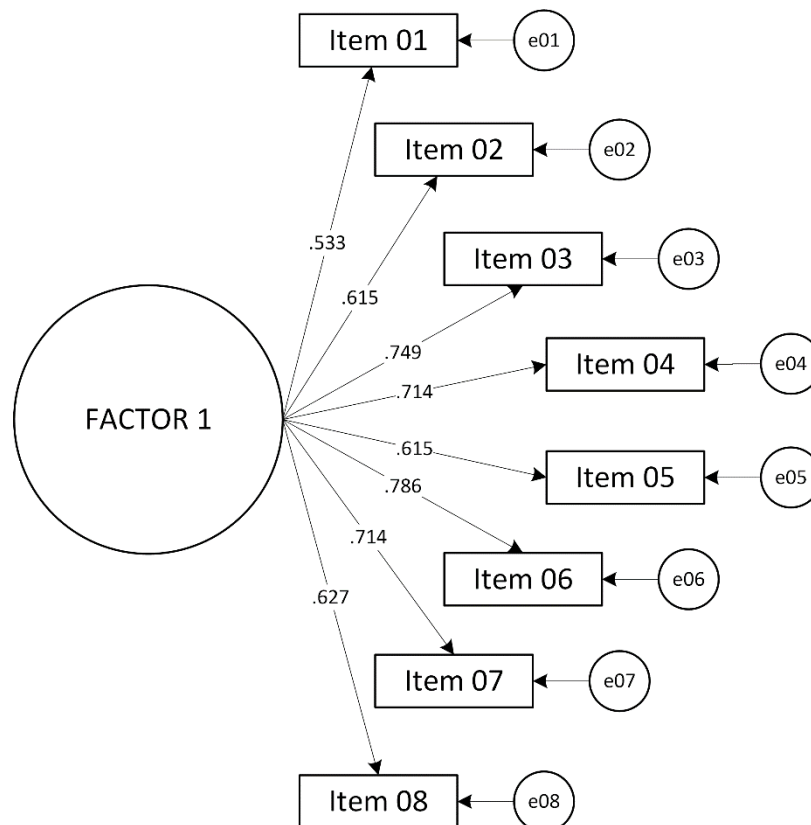 Item 01
e01
Item 02
e02
.533
Item 03
e03
.615
.749
Item 04
e04
.714
FACTOR 1
.615
Item 05
e05
.786
.714
Item 06
e06
.627
Item 07
e07
Item 08
e08